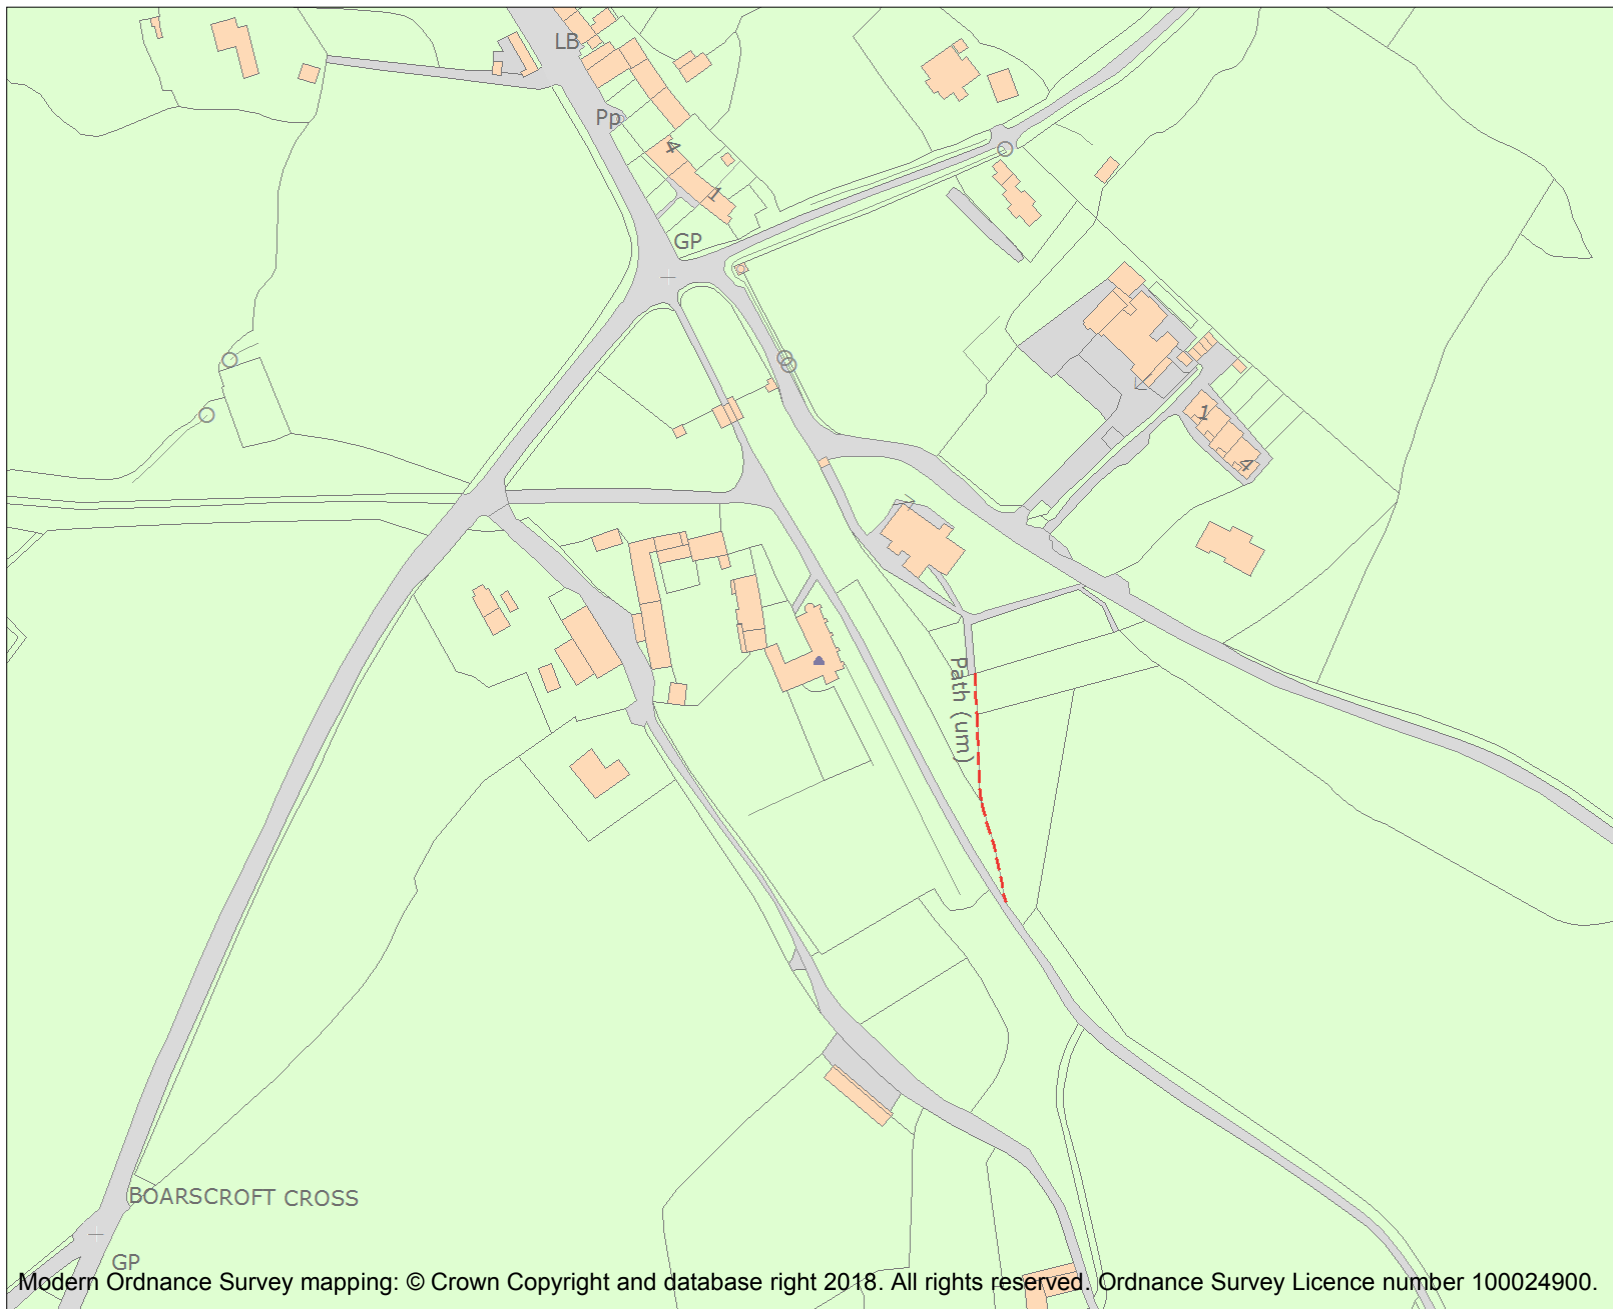 LB
Pp
4
1
GP
1
4
Path (um)
BOARSCROFT CROSS
GP
Modern Ordnance Survey mapping: © Crown Copyright and database right 2018. All rights reserved. Ordnance Survey Licence number 100024900.